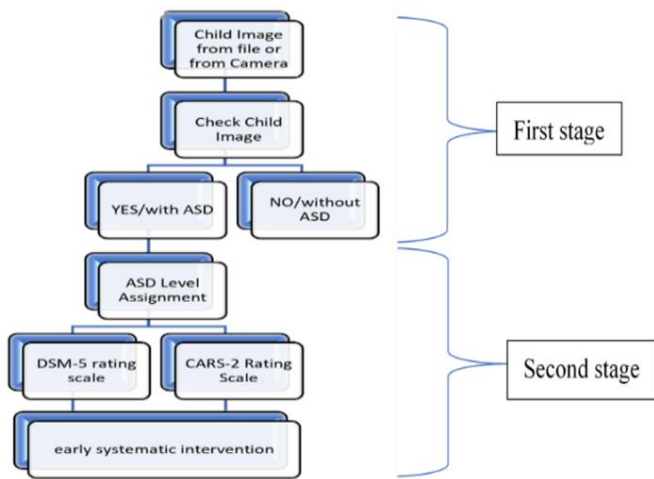 Child Image
from file or
from Camera
Check Child
Image
First stage
YES/with ASD
NO/without
ASD
ASD Level
Assignment
DSM-5 rating
scale
CARS-2 Rating
Scale
Second stage
early systematic intervention